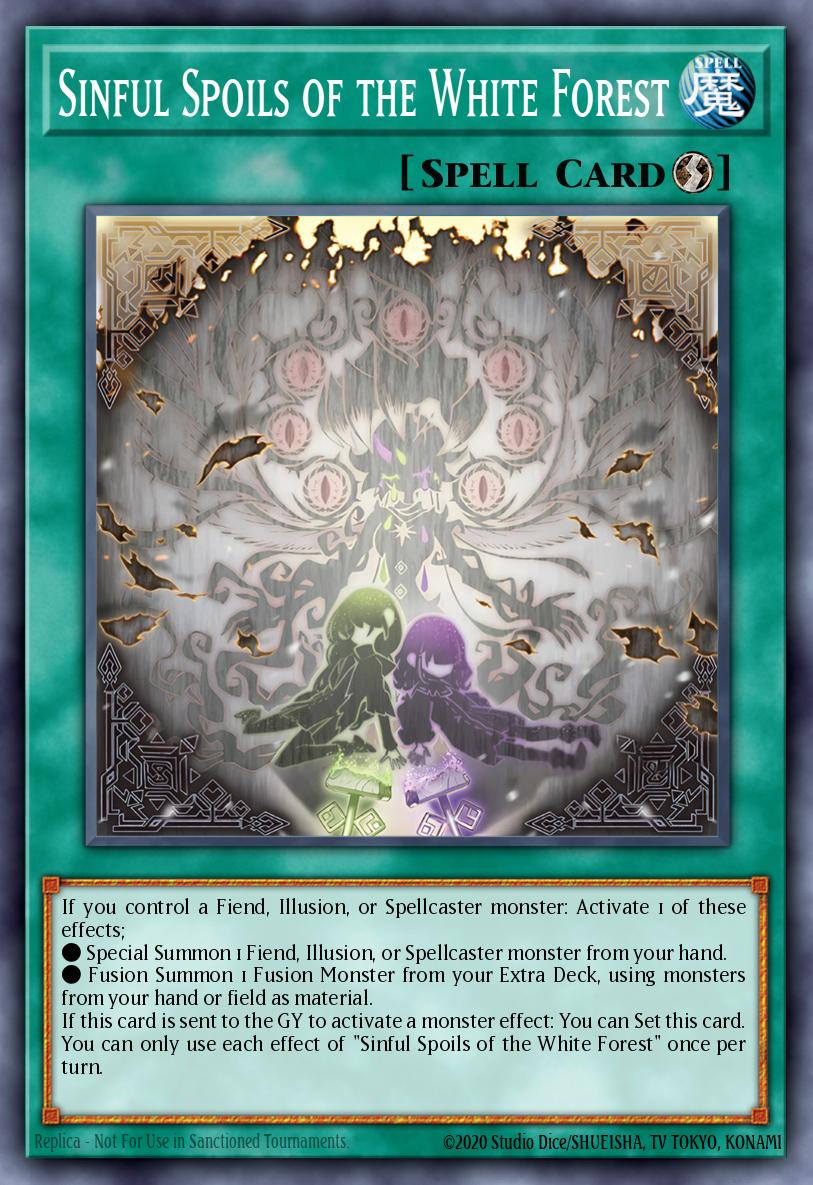 Sinful Spoils of the White Forest
SPELL
魔
[Spell Card]
If you control a Fiend, Illusion, or Spellcaster monster: Activate 1 of these
effects;
● Special Summon 1 Fiend, Illusion, or Spellcaster monster from your hand.
● Fusion Summon 1 Fusion Monster from your Extra Deck, using monsters
from your hand or field as material.
If this card is sent to the GY to activate a monster effect: You can Set this card.
You can only use each effect of "Sinful Spoils of the White Forest" once per
turn.
Replica - Not For Use in Sanctioned Tournaments.
©2020 Studio Dice/SHUEISHA, TV TOKYO, KONAMI